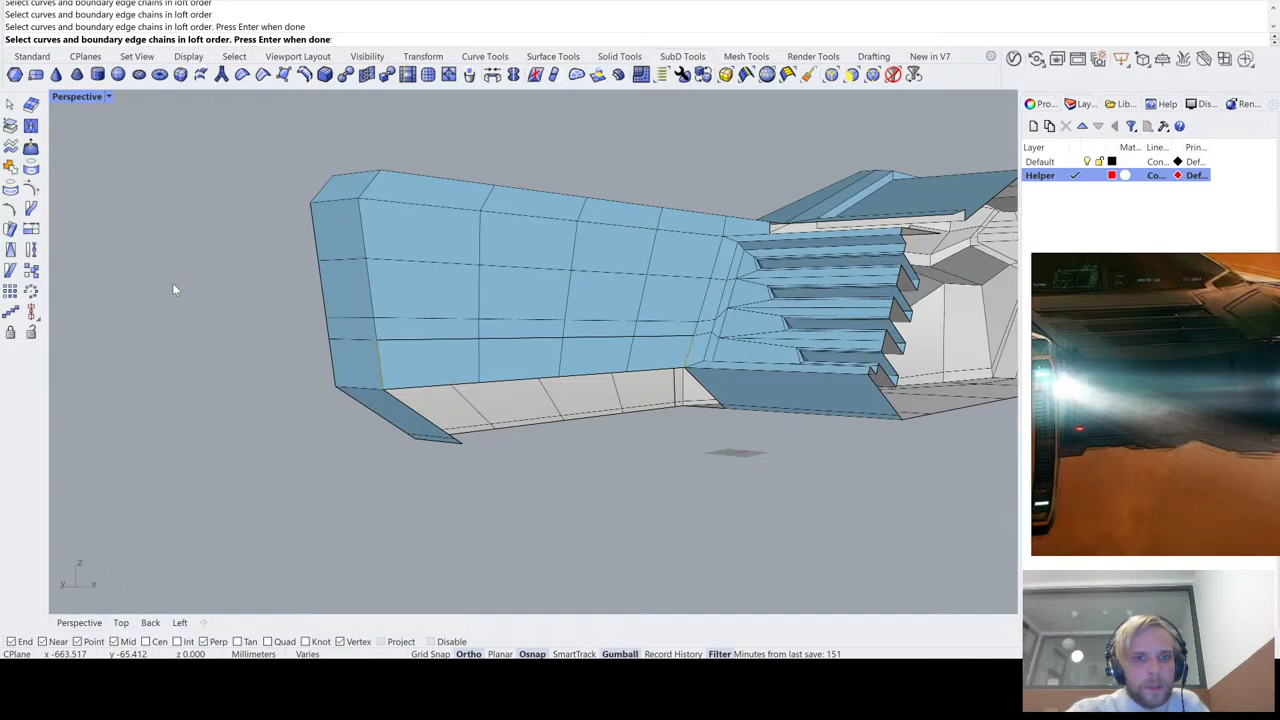 Select curves and boundary edge chains in loft order
Select curves and boundary edge chains in loft order
Select curves and boundary edge chains in loft order. Press Enter when done
Select curves and boundary edge chains in loft order. Press Enter when done:
Standard CPlanes Set View Display Select Viewport Layout Visibility Transform Curve Tools Surface Tools Solid Tools SubD Tools Mesh Tools Render Tools Drafting New in V7
Perspective
Pro... Lay... Lib... Help Dis... Ren...
Layer Mat... Line... Prin...
Default Con... Def...
Helper Co... Def...
z
y x
Perspective Top Back Left
End Near Point Mid Cen Int Perp Tan Quad Knot Vertex Project Disable
CPlane x -663.517 y -65.412 z 0.000 Millimeters Varies Grid Snap Ortho Planar Osnap SmartTrack Gumball Record History Filter Minutes from last save: 151